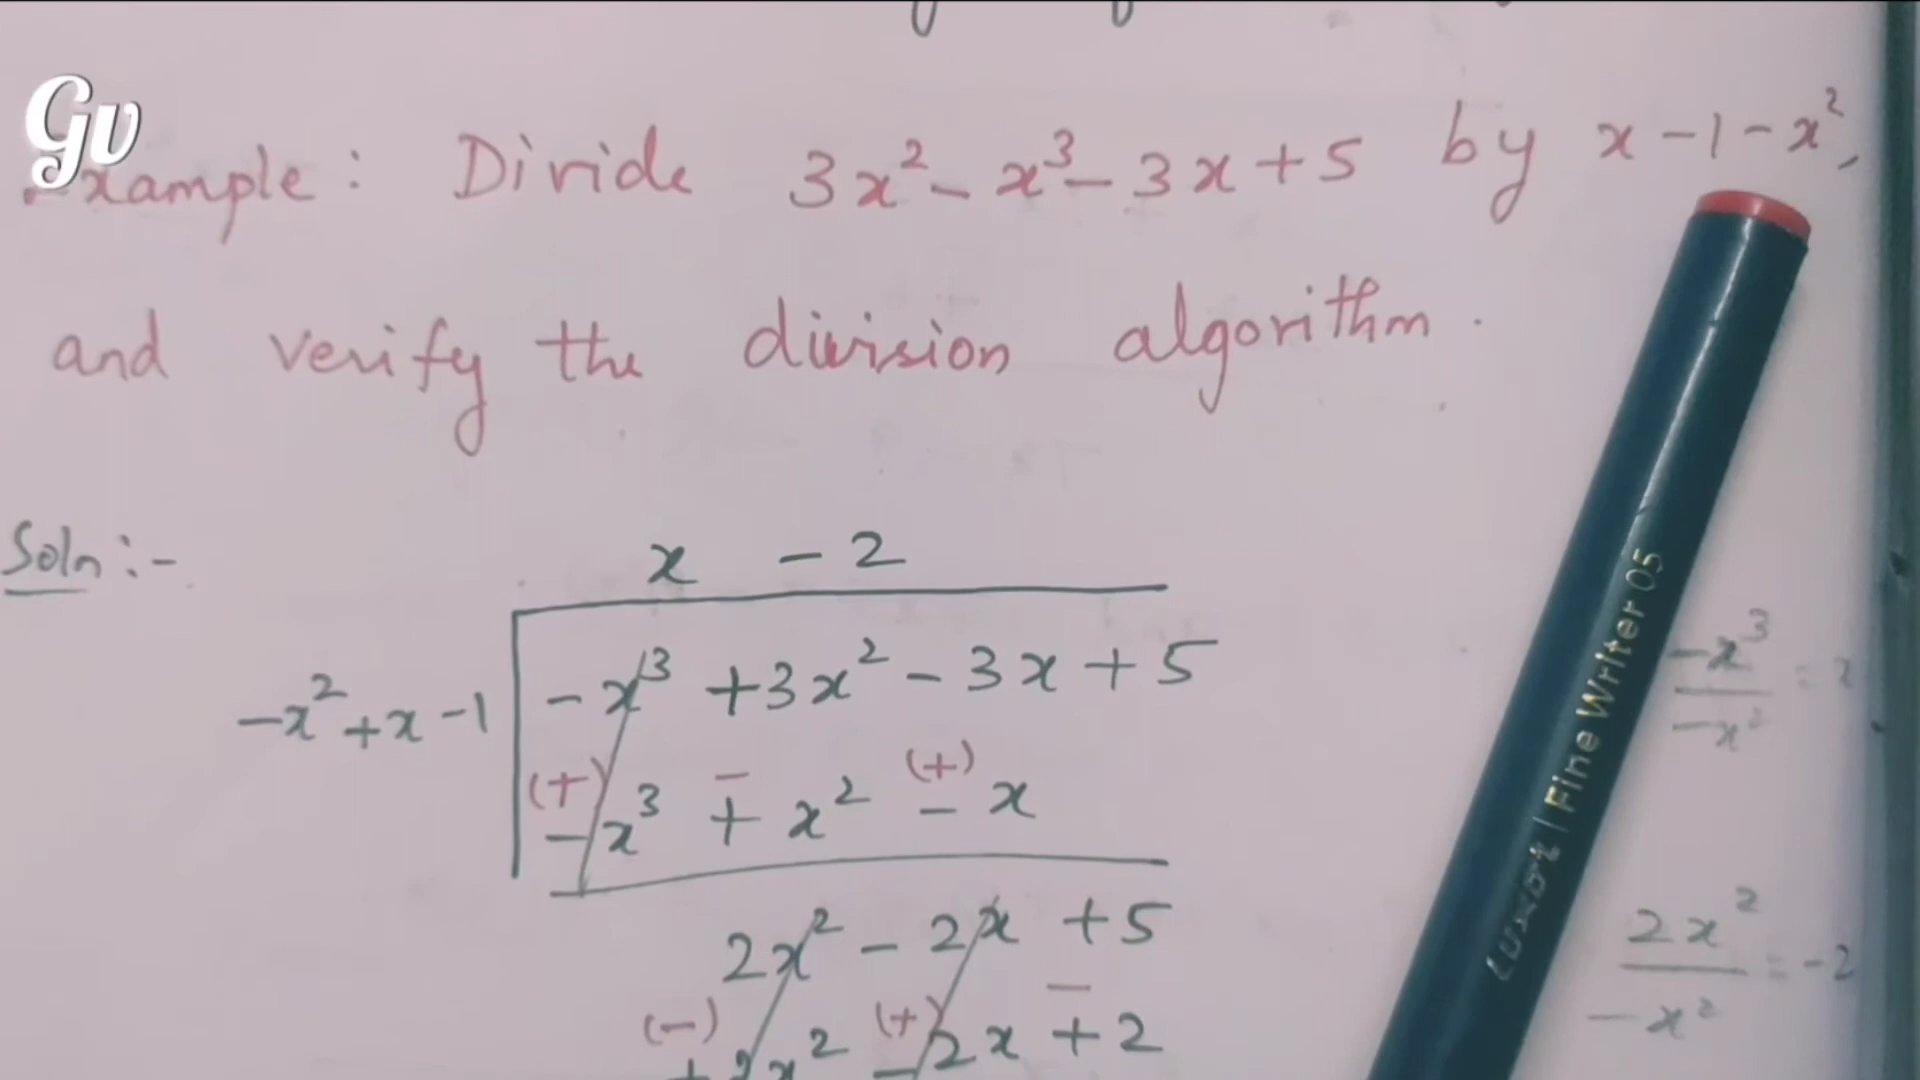 Gv
Example: Divide 3x² - x³ - 3x + 5 by x - 1 - x²,
and verify the division algorithm.
Soln :-
x - 2
-x² + x - 1 | -x³ + 3x² - 3x + 5
(+) - (+)
-x³ + x² - x
2x² - 2x + 5
(-) (+) -
+ 2x² - 2x + 2
-x³ / -x² =
2x² / -x² = -2
Luxor | Fine Writer 05